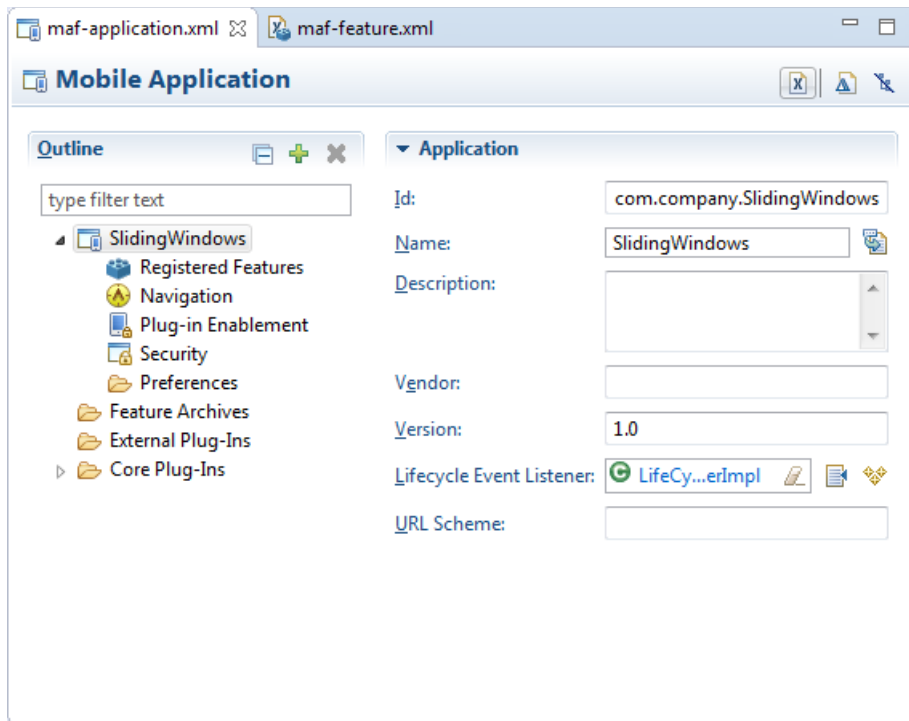 maf-application.xml maf-feature.xml
Mobile Application
Outline
type filter text
SlidingWindows
Registered Features
Navigation
Plug-in Enablement
Security
Preferences
Feature Archives
External Plug-Ins
Core Plug-Ins
Application
Id: com.company.SlidingWindows
Name: SlidingWindows
Description:
Vendor:
Version: 1.0
Lifecycle Event Listener: LifeCy...erImpl
URL Scheme: